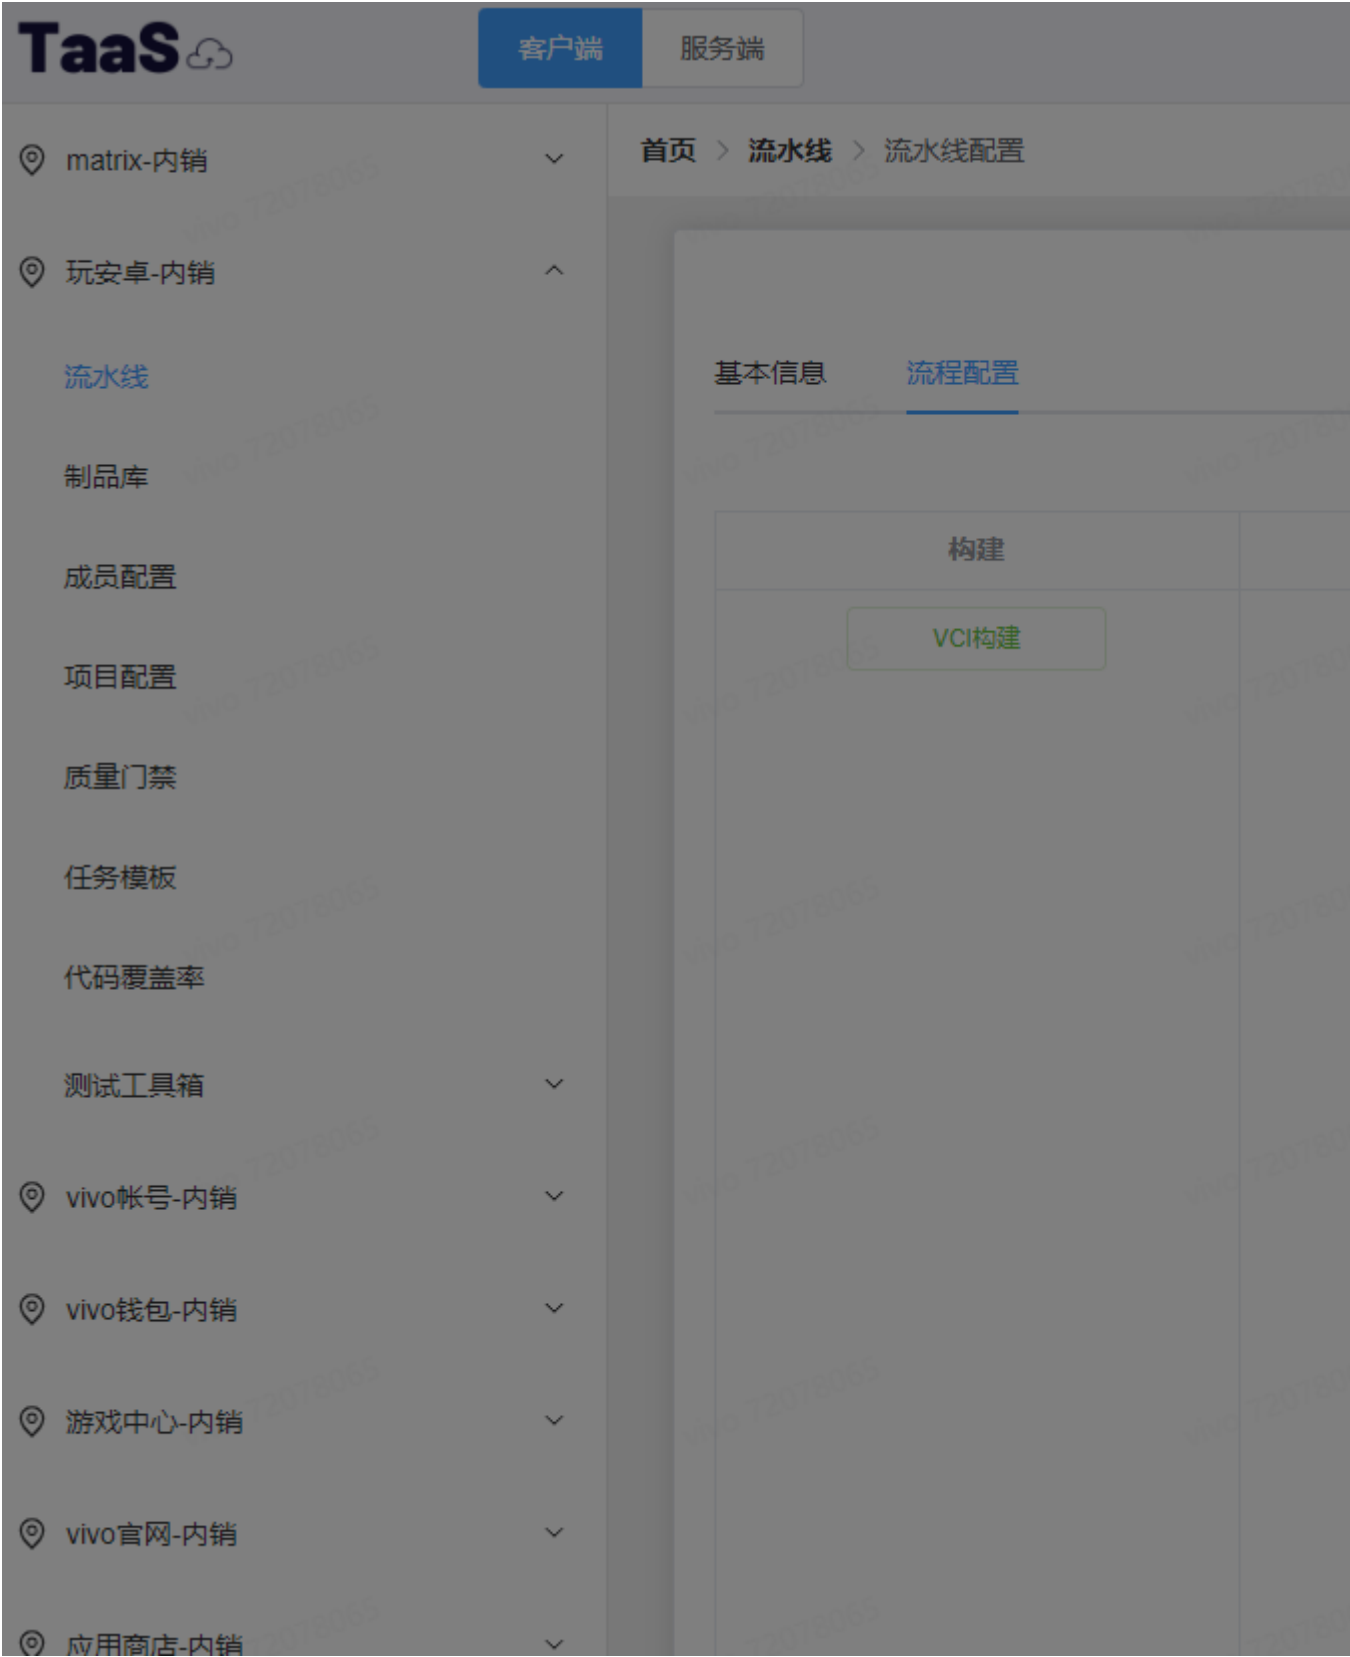 TaaS
客户端
服务端
matrix-内销
玩安卓-内销
流水线
制品库
成员配置
项目配置
质量门禁
任务模板
代码覆盖率
测试工具箱
vivo帐号-内销
vivo钱包-内销
游戏中心-内销
vivo官网-内销
应用商店-内销
首页 > 流水线 > 流水线配置
基本信息
流程配置
构建
VCI构建
vivo 72078065